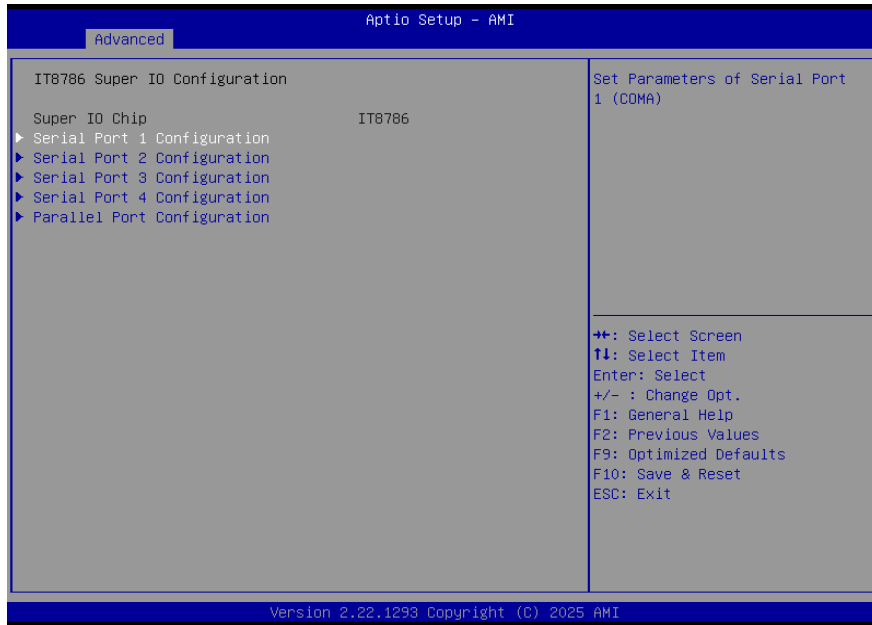 Aptio Setup - AMI
Advanced
IT8786 Super IO Configuration
Super IO Chip IT8786
▶ Serial Port 1 Configuration
▶ Serial Port 2 Configuration
▶ Serial Port 3 Configuration
▶ Serial Port 4 Configuration
▶ Parallel Port Configuration
Set Parameters of Serial Port
1 (COMA)
→←: Select Screen
↑↓: Select Item
Enter: Select
+/- : Change Opt.
F1: General Help
F2: Previous Values
F9: Optimized Defaults
F10: Save & Reset
ESC: Exit
Version 2.22.1293 Copyright (C) 2025 AMI